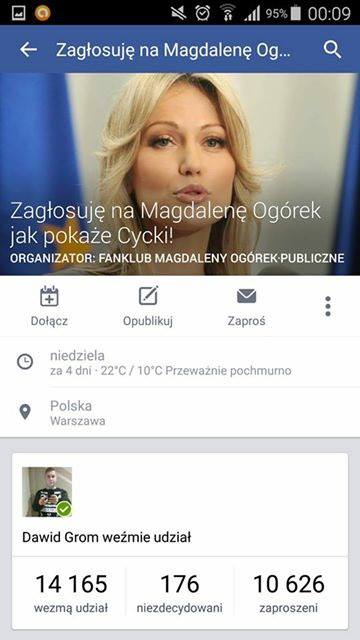 95% 00:09
Zagłosuję na Magdalenę Og...
Zagłosuję na Magdalenę Ogórek
jak pokaże Cycki!
ORGANIZATOR: FANKLUB MAGDALENY OGÓREK·PUBLICZNE
Dołącz Opublikuj Zaproś
niedziela
za 4 dni · 22°C / 10°C Przeważnie pochmurno
Polska
Warszawa
Dawid Grom weźmie udział
14 165 176 10 626
wezmą udział niezdecydowani zaproszeni